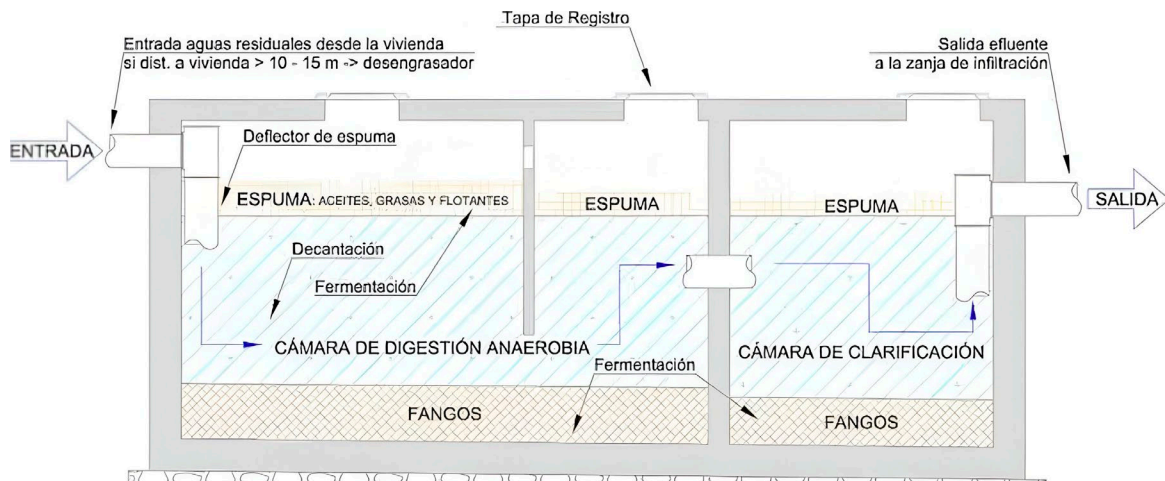 Tapa de Registro
Entrada aguas residuales desde la vivienda
si dist. a vivienda > 10 - 15 m -> desengrasador
Salida efluente
a la zanja de infiltración
ENTRADA
Deflector de espuma
ESPUMA: ACEITES, GRASAS Y FLOTANTES
ESPUMA
ESPUMA
SALIDA
Decantación
Fermentación
CÁMARA DE DIGESTIÓN ANAEROBIA
CÁMARA DE CLARIFICACIÓN
Fermentación
FANGOS
FANGOS